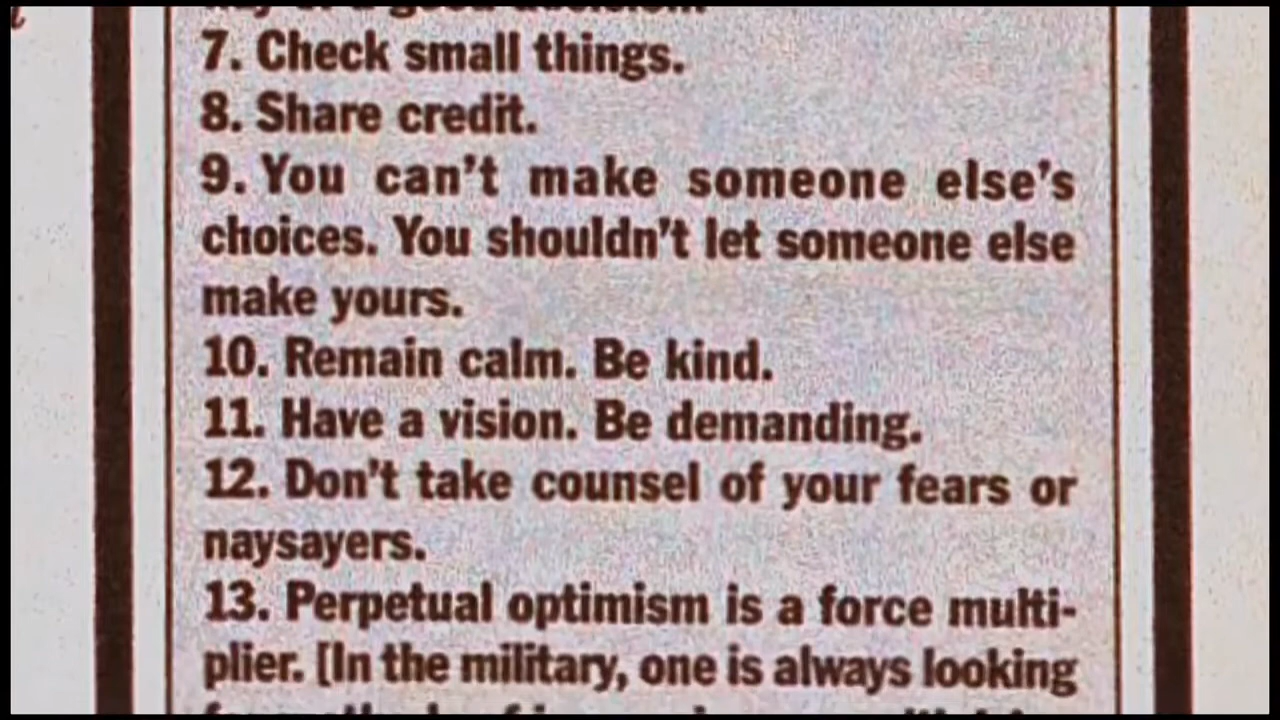 7. Check small things.
8. Share credit.
9. You can't make someone else's
choices. You shouldn't let someone else
make yours.
10. Remain calm. Be kind.
11. Have a vision. Be demanding.
12. Don't take counsel of your fears or
naysayers.
13. Perpetual optimism is a force multi-
plier. [In the military, one is always looking